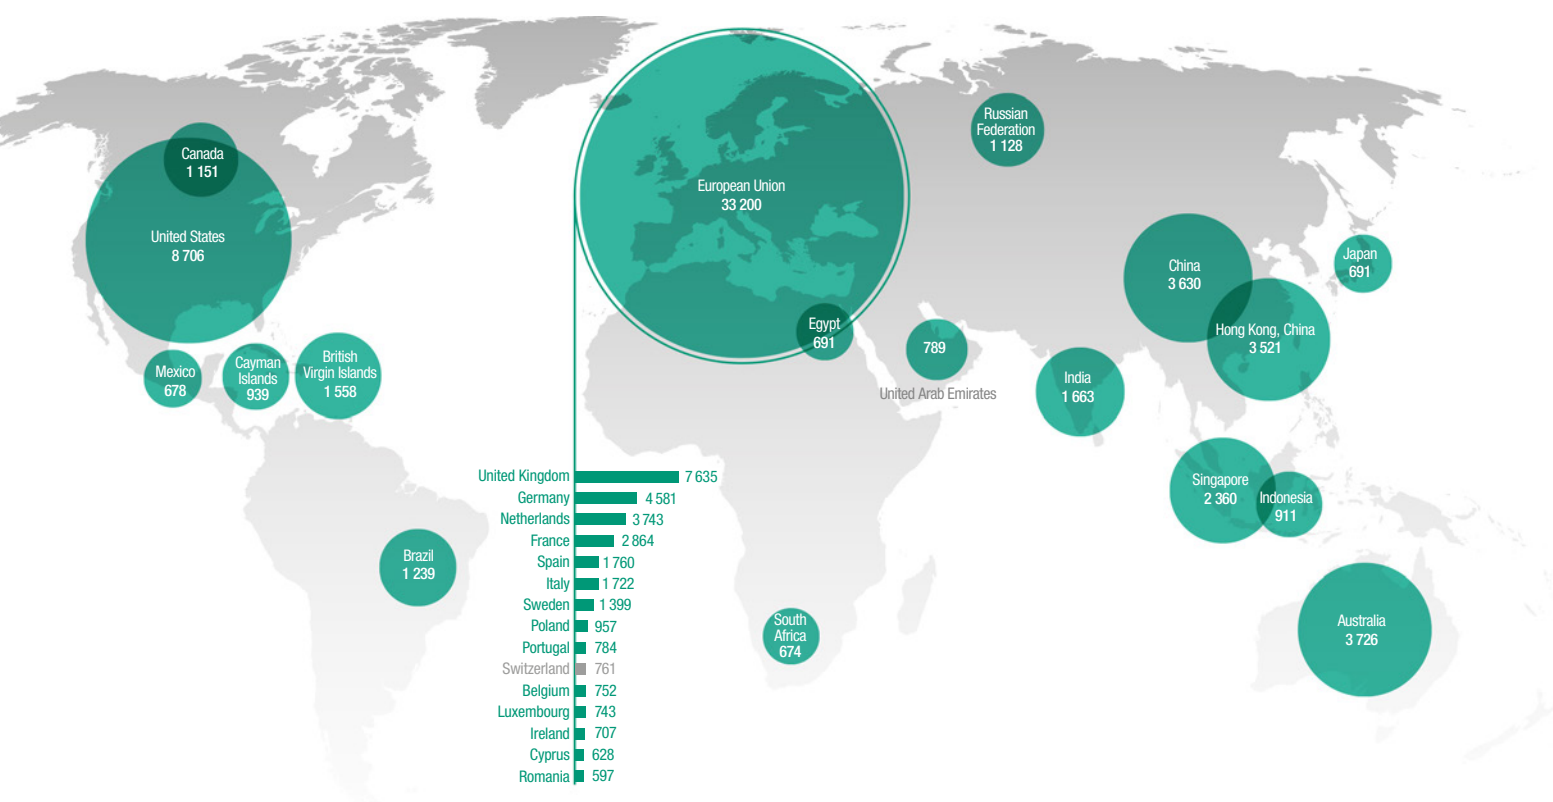 Canada
1 151
United States
8 706
Mexico
678
Cayman
Islands
939
British
Virgin Islands
1 558
Brazil
1 239
European Union
33 200
Egypt
691
Russian
Federation
1 128
789
United Arab Emirates
India
1 663
China
3 630
Hong Kong, China
3 521
Japan
691
Singapore
2 360
Indonesia
911
Australia
3 726
South
Africa
674
United Kingdom 7 635
Germany 4 581
Netherlands 3 743
France 2 864
Spain 1 760
Italy 1 722
Sweden 1 399
Poland 957
Portugal 784
Switzerland 761
Belgium 752
Luxembourg 743
Ireland 707
Cyprus 628
Romania 597